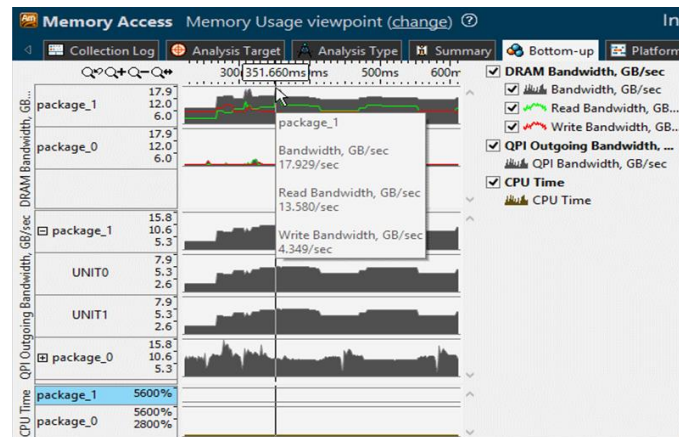 Memory Access Memory Usage viewpoint (change)
Collection Log Analysis Target Analysis Type Summary Bottom-up Platform
351.660ms 500ms
DRAM Bandwidth, GB...
package_1 17.9 12.0 6.0
package_0 17.9 12.0 6.0
package_1
Bandwidth, GB/sec
17.929/sec
Read Bandwidth, GB/sec
13.580/sec
Write Bandwidth, GB/sec
4.349/sec
QPI Outgoing Bandwidth, GB/sec
package_1 15.8 10.6 5.3
UNIT0 7.9 5.3 2.6
UNIT1 7.9 5.3 2.6
package_0 15.8 10.6 5.3
CPU Time
package_1 5600%
package_0 5600% 2800%
DRAM Bandwidth, GB/sec
Bandwidth, GB/sec
Read Bandwidth, GB...
Write Bandwidth, GB...
QPI Outgoing Bandwidth, ...
QPI Bandwidth, GB/sec
CPU Time
CPU Time